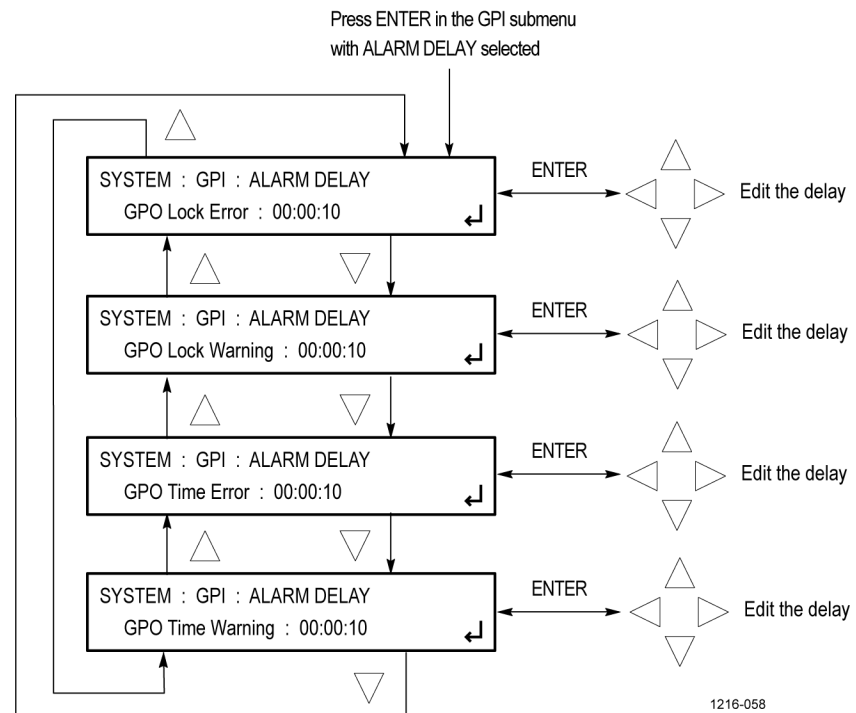 Press ENTER in the GPI submenu
with ALARM DELAY selected
SYSTEM : GPI : ALARM DELAY
GPO Lock Error : 00:00:10
ENTER
Edit the delay
SYSTEM : GPI : ALARM DELAY
GPO Lock Warning : 00:00:10
ENTER
Edit the delay
SYSTEM : GPI : ALARM DELAY
GPO Time Error : 00:00:10
ENTER
Edit the delay
SYSTEM : GPI : ALARM DELAY
GPO Time Warning : 00:00:10
ENTER
Edit the delay
1216-058